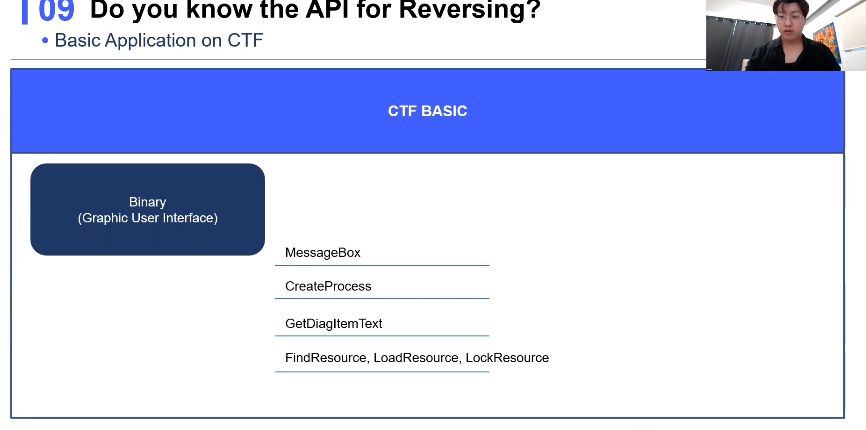 09 Do you know the API for Reversing?
• Basic Application on CTF
CTF BASIC
Binary
(Graphic User Interface)
MessageBox
CreateProcess
GetDiagItemText
FindResource, LoadResource, LockResource